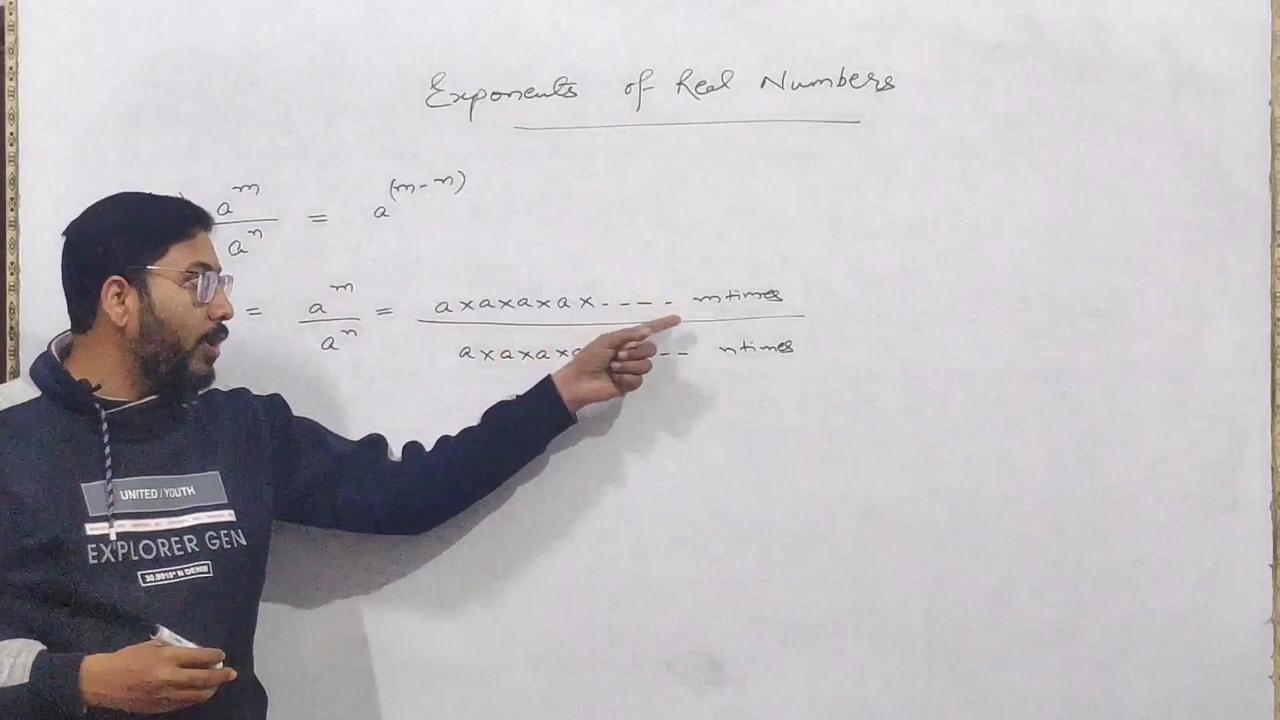 Exponents of Real Numbers
a^m / a^n = a^(m-n)
= a^m / a^n = a×a×a×a×---- m times / a×a×a×a -- n times
UNITED / YOUTH
EXPLORER GEN